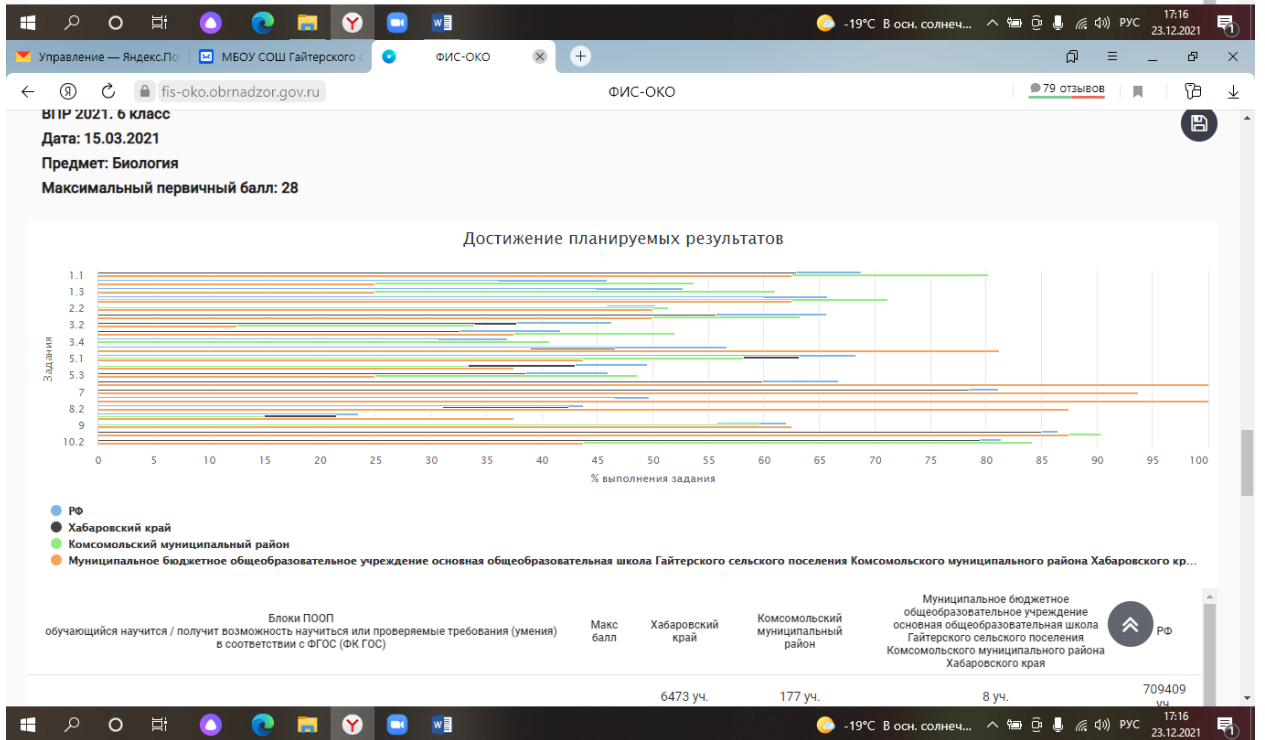 -19°C В осн. солнеч...
РУС
17:16
23.12.2021
Управление — Яндекс.По
МБОУ СОШ Гайтерского с
ФИС-ОКО
fis-oko.obrnadzor.gov.ru
ФИС-ОКО
79 отзывов
ВПР 2021. 6 класс
Дата: 15.03.2021
Предмет: Биология
Максимальный первичный балл: 28
Достижение планируемых результатов
Задания
1.1
1.3
2.2
3.2
3.4
5.1
5.3
7
8.2
9
10.2
0 5 10 15 20 25 30 35 40 45 50 55 60 65 70 75 80 85 90 95 100
% выполнения задания
РФ
Хабаровский край
Комсомольский муниципальный район
Муниципальное бюджетное общеобразовательное учреждение основная общеобразовательная школа Гайтерского сельского поселения Комсомольского муниципального района Хабаровского кр...
Блоки ПООП
обучающийся научится / получит возможность научиться или проверяемые требования (умения)
в соответствии с ФГОС (ФК ГОС)
Макс
балл
Хабаровский
край
Комсомольский
муниципальный
район
Муниципальное бюджетное
общеобразовательное учреждение
основная общеобразовательная школа
Гайтерского сельского поселения
Комсомольского муниципального района
Хабаровского края
РФ
6473 уч.
177 уч.
8 уч.
709409
уч.
-19°C В осн. солнеч...
РУС
17:16
23.12.2021